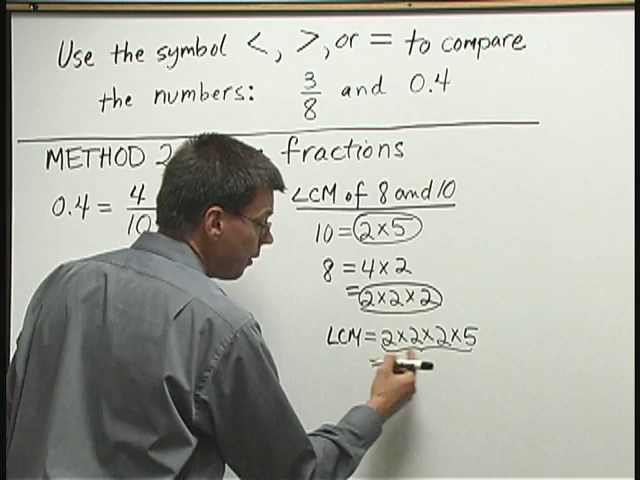 Use the symbol <, >, or = to compare
the numbers: 3/8 and 0.4
METHOD 2 fractions
0.4 = 4/10
LCM of 8 and 10
10 = 2×5
8 = 4×2
= 2×2×2
LCM = 2×2×2×5
=